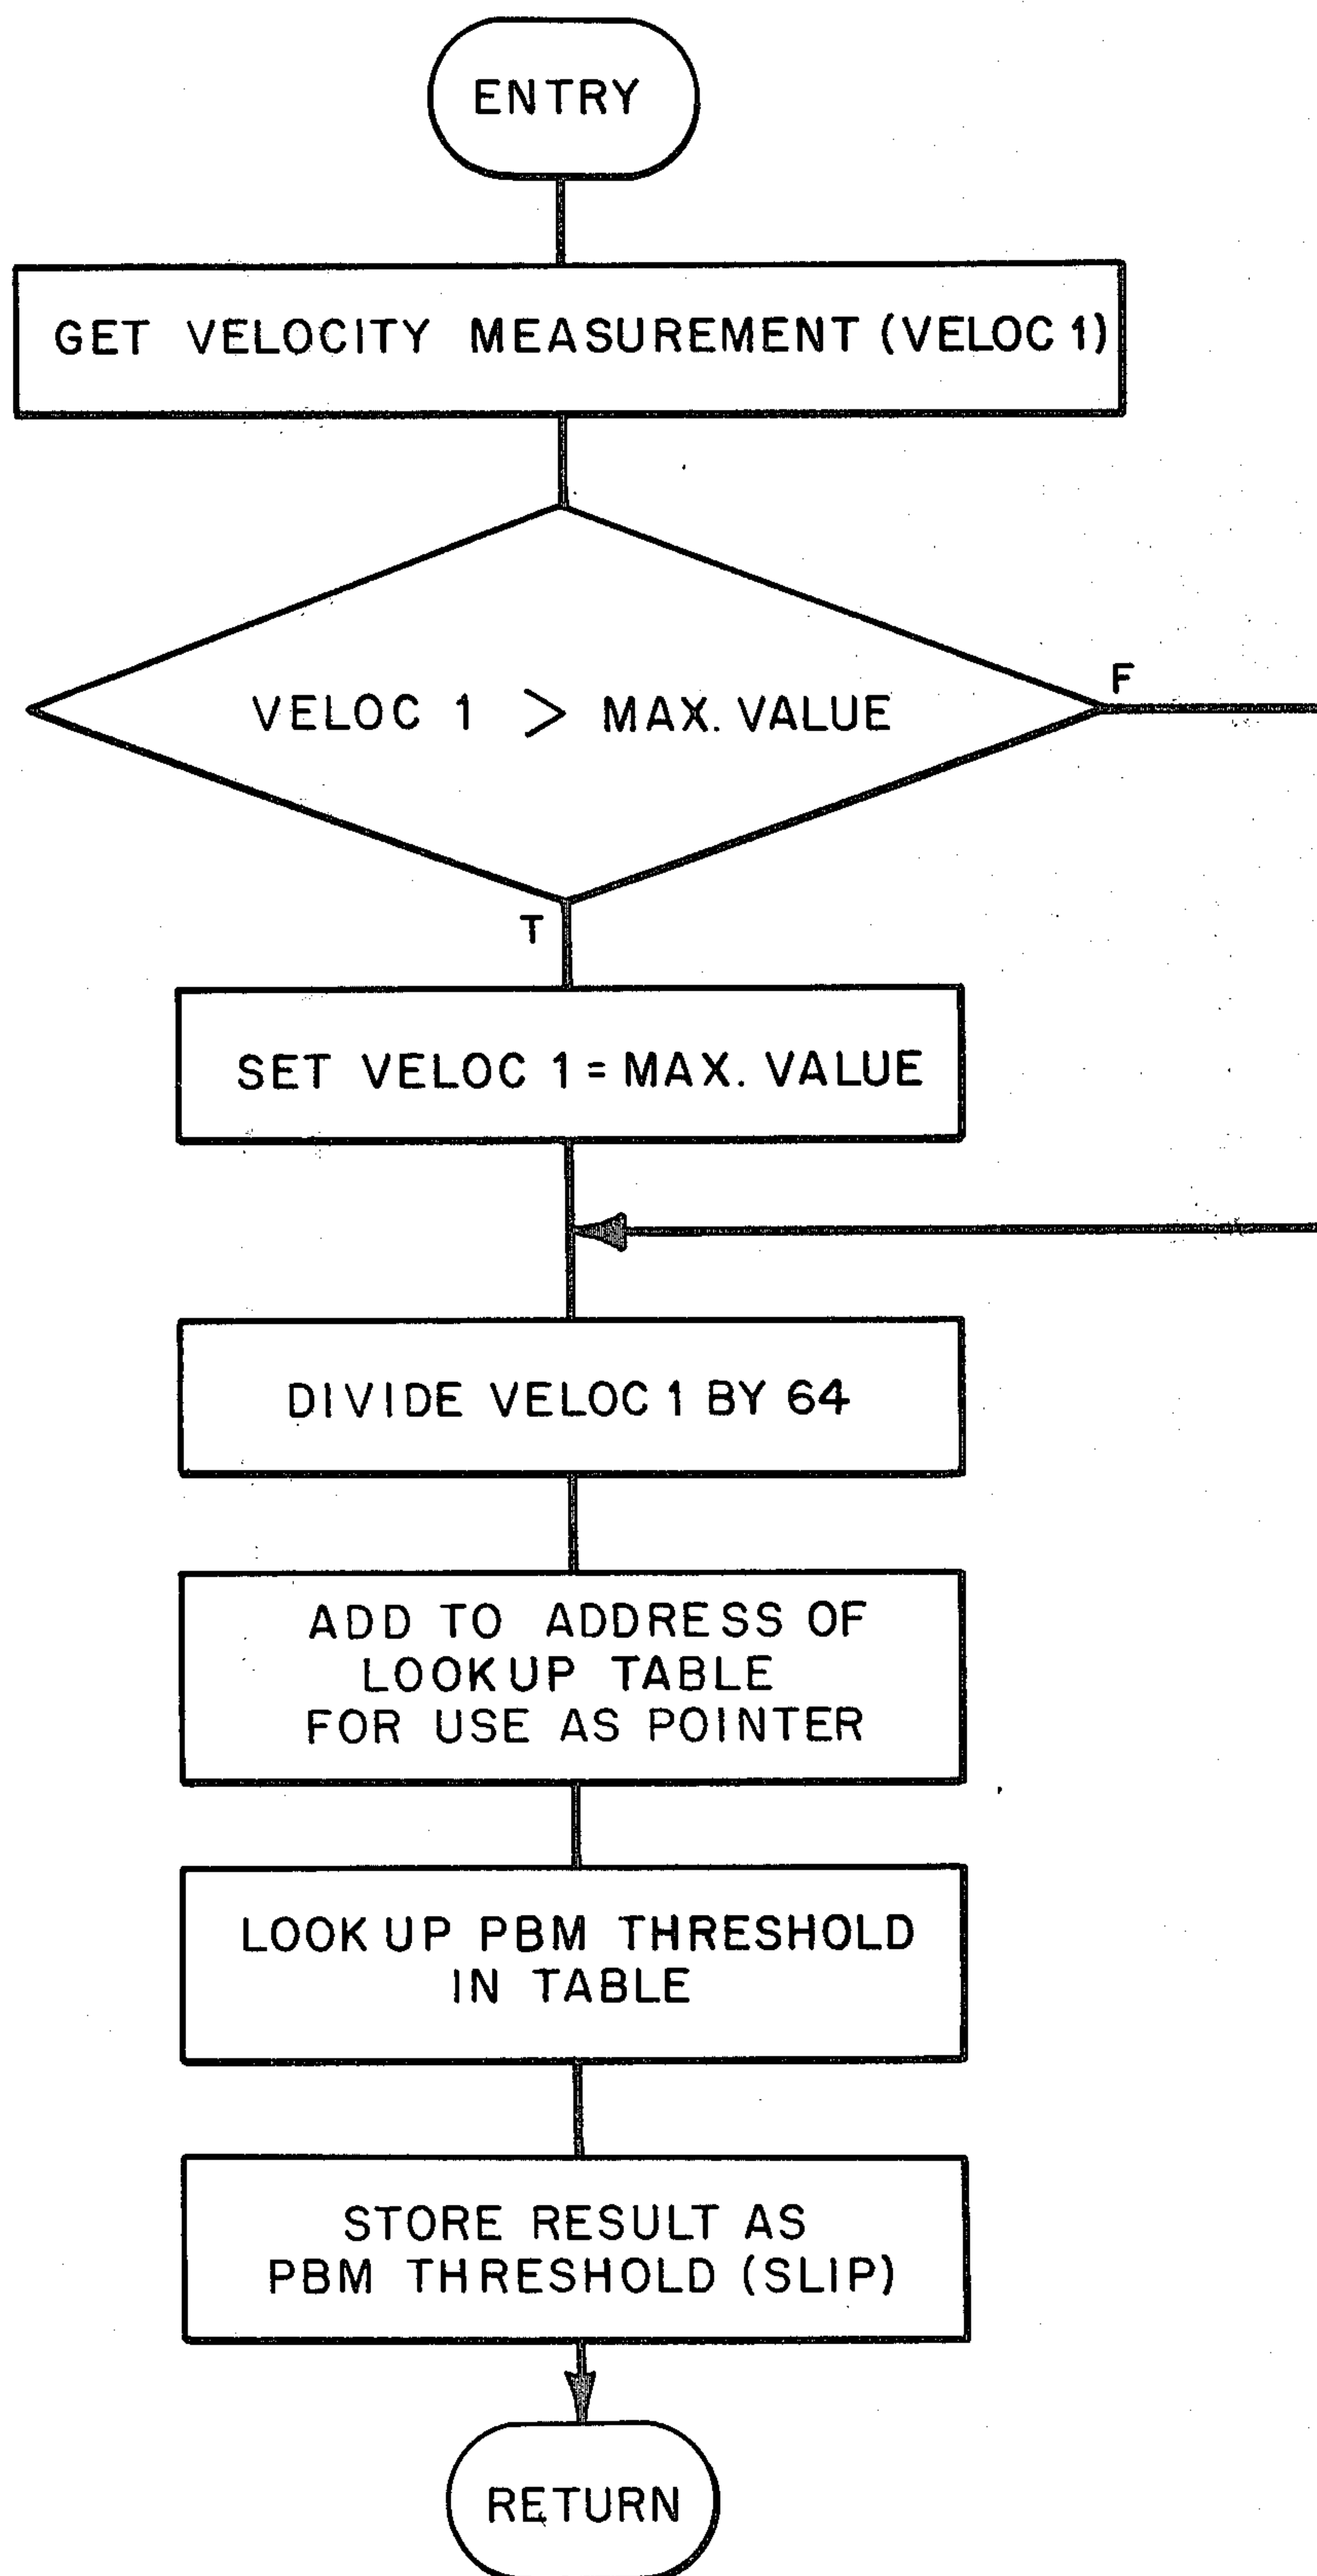 ENTRY
GET VELOCITY MEASUREMENT (VELOC 1)
VELOC 1 > MAX. VALUE
F
T
SET VELOC 1 = MAX. VALUE
DIVIDE VELOC 1 BY 64
ADD TO ADDRESS OF
LOOKUP TABLE
FOR USE AS POINTER
LOOK UP PBM THRESHOLD
IN TABLE
STORE RESULT AS
PBM THRESHOLD (SLIP)
RETURN